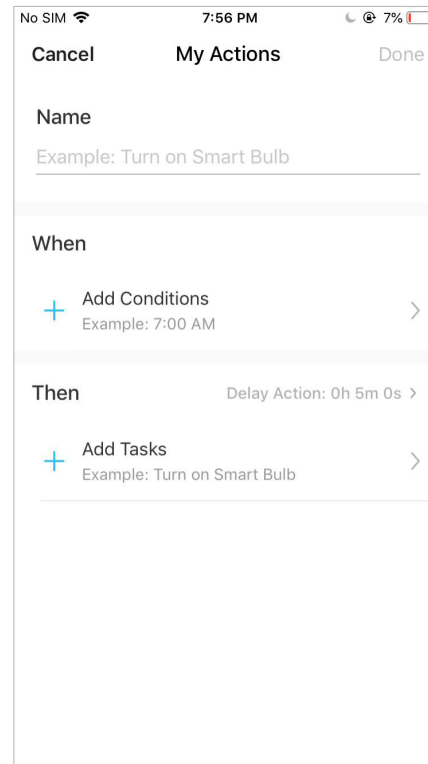 No SIM 7:56 PM 7%
Cancel My Actions Done
Name
Example: Turn on Smart Bulb
When
Add Conditions
Example: 7:00 AM
Then Delay Action: 0h 5m 0s >
Add Tasks
Example: Turn on Smart Bulb